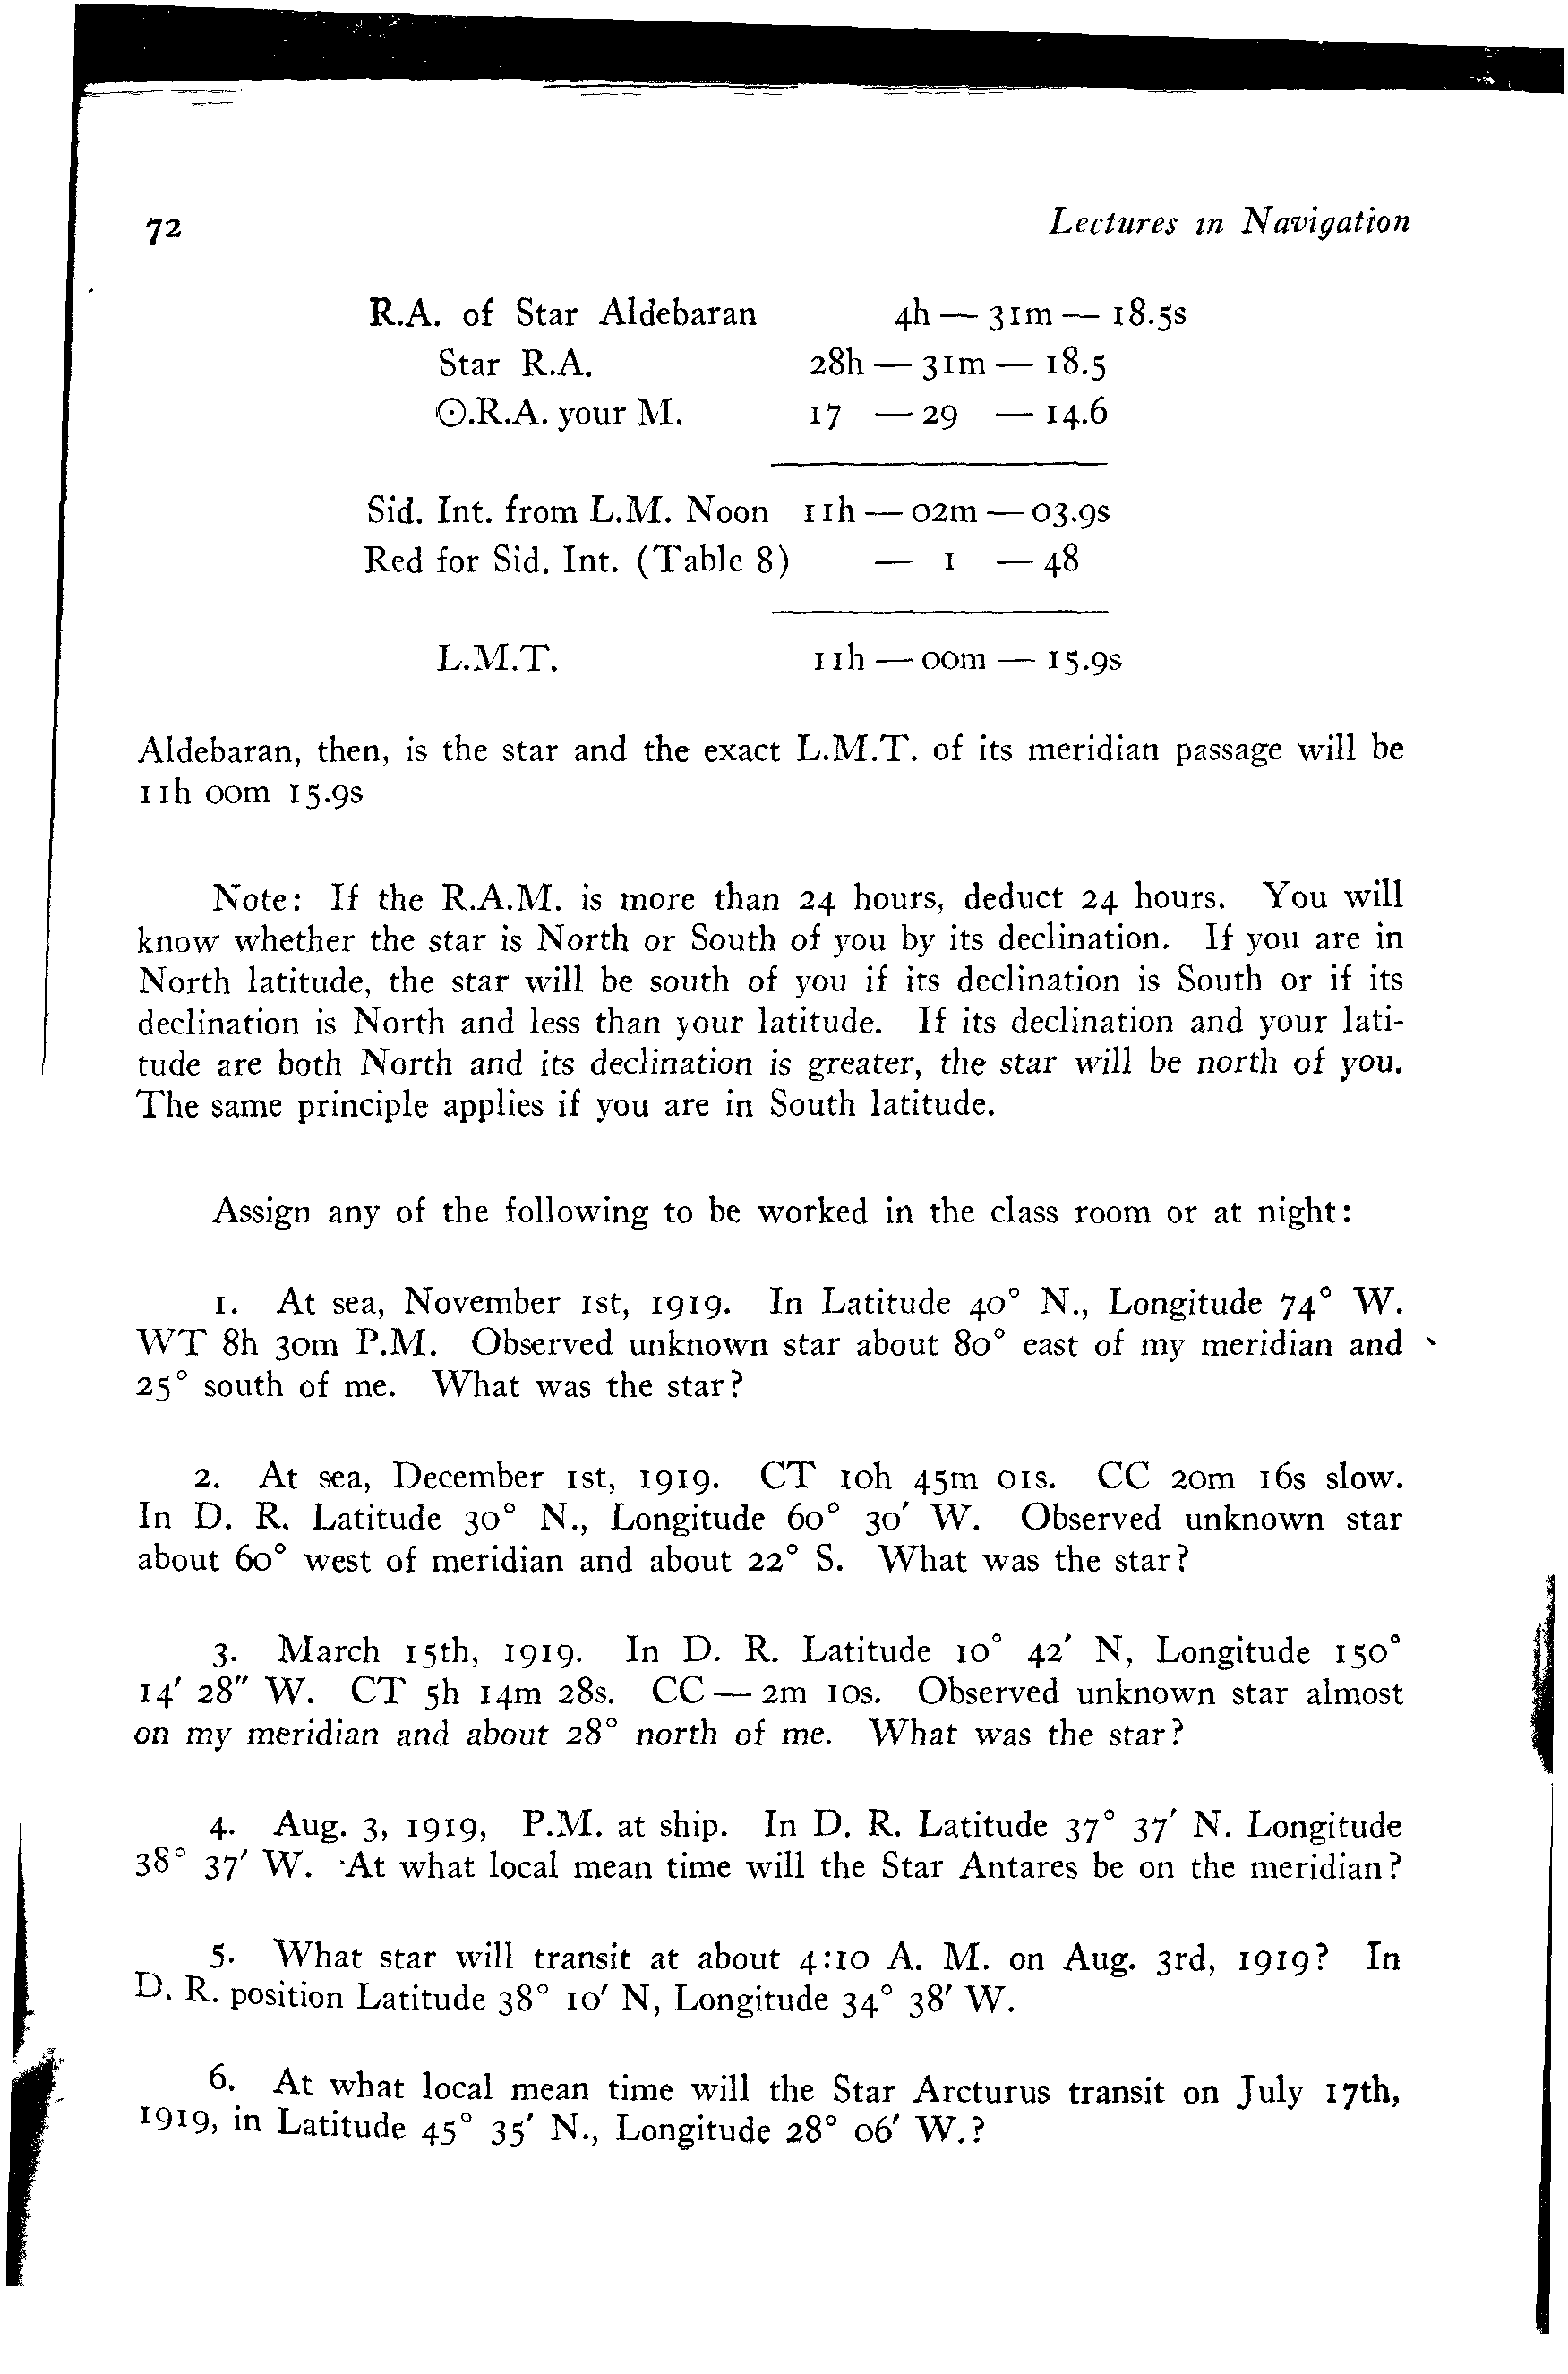 72 Lectures in Navigation
R.A. of Star Aldebaran 4h — 31m — 18.5s
Star R.A. 28h — 31m — 18.5
☉.R.A. your M. 17 — 29 — 14.6
Sid. Int. from L.M. Noon 11h — 02m — 03.9s
Red for Sid. Int. (Table 8) — 1 — 48
L.M.T. 11h — 00m — 15.9s
Aldebaran, then, is the star and the exact L.M.T. of its meridian passage will be
11h 00m 15.9s
Note: If the R.A.M. is more than 24 hours, deduct 24 hours. You will
know whether the star is North or South of you by its declination. If you are in
North latitude, the star will be south of you if its declination is South or if its
declination is North and less than your latitude. If its declination and your lati-
tude are both North and its declination is greater, the star will be north of you.
The same principle applies if you are in South latitude.
Assign any of the following to be worked in the class room or at night:
1. At sea, November 1st, 1919. In Latitude 40° N., Longitude 74° W.
WT 8h 30m P.M. Observed unknown star about 80° east of my meridian and
25° south of me. What was the star?
2. At sea, December 1st, 1919. CT 10h 45m 01s. CC 20m 16s slow.
In D. R. Latitude 30° N., Longitude 60° 30′ W. Observed unknown star
about 60° west of meridian and about 22° S. What was the star?
3. March 15th, 1919. In D. R. Latitude 10° 42′ N, Longitude 150°
14′ 28″ W. CT 5h 14m 28s. CC — 2m 10s. Observed unknown star almost
on my meridian and about 28° north of me. What was the star?
4. Aug. 3, 1919, P.M. at ship. In D. R. Latitude 37° 37′ N. Longitude
38° 37′ W. At what local mean time will the Star Antares be on the meridian?
5. What star will transit at about 4:10 A. M. on Aug. 3rd, 1919? In
D. R. position Latitude 38° 10′ N, Longitude 34° 38′ W.
6. At what local mean time will the Star Arcturus transit on July 17th,
1919, in Latitude 45° 35′ N., Longitude 28° 06′ W.?